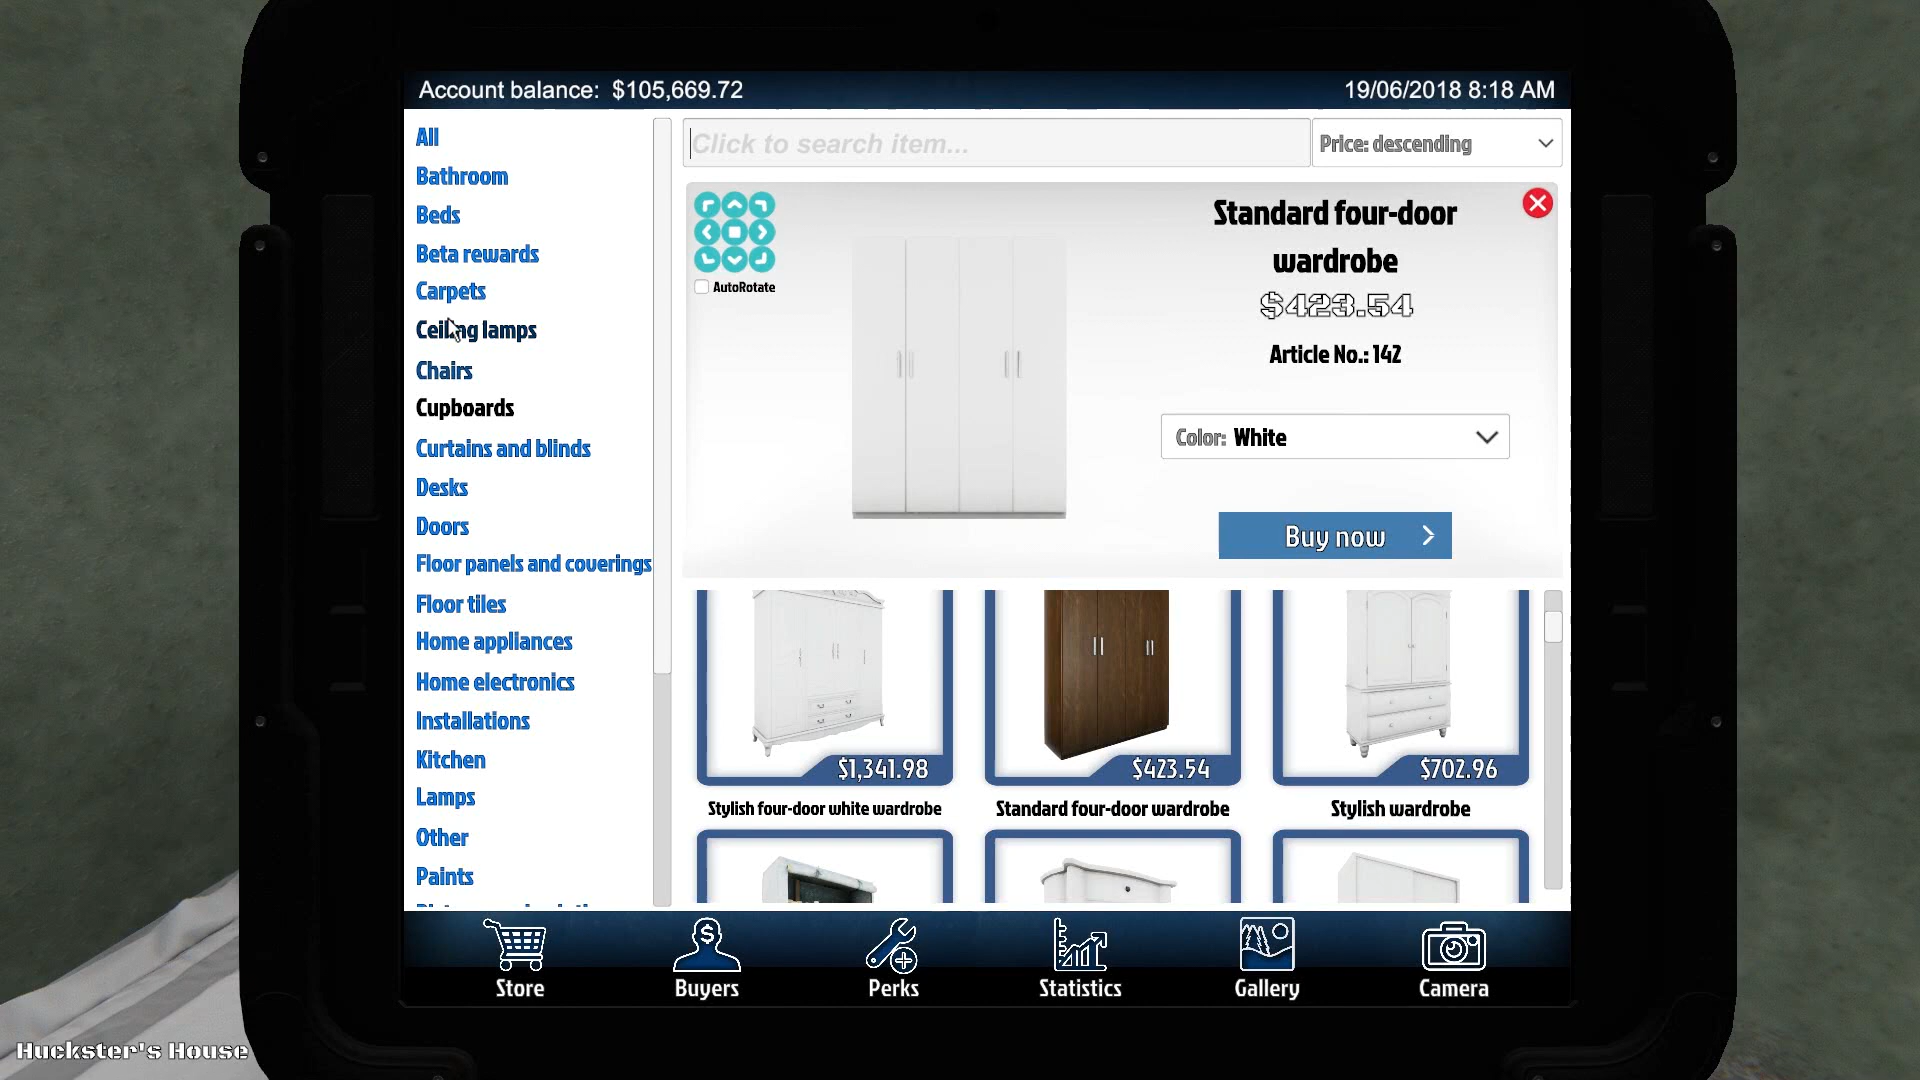 Account balance: $105,669.72
19/06/2018 8:18 AM
All
Bathroom
Beds
Beta rewards
Carpets
Ceiling lamps
Chairs
Cupboards
Curtains and blinds
Desks
Doors
Floor panels and coverings
Floor tiles
Home appliances
Home electronics
Installations
Kitchen
Lamps
Other
Paints
Click to search item...
Price: descending
AutoRotate
Standard four-door
wardrobe
$423.54
Article No.: 142
Color: White
Buy now
$1,341.98
$423.54
$702.96
Stylish four-door white wardrobe
Standard four-door wardrobe
Stylish wardrobe
Store
Buyers
Perks
Statistics
Gallery
Camera
Huckster's House